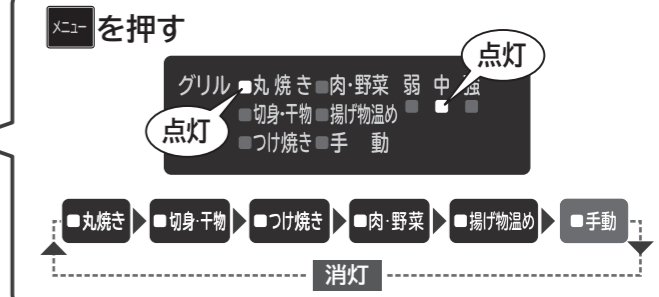 メニュー を押す
点灯
グリル ■丸焼き ■肉・野菜 弱 中 強
■切身・干物 ■揚げ物温め
点灯
■つけ焼き ■手 動
■丸焼き ▶ ■切身・干物 ▶ ■つけ焼き ▶ ■肉・野菜 ▶ ■揚げ物温め ▶ ■手動
消灯